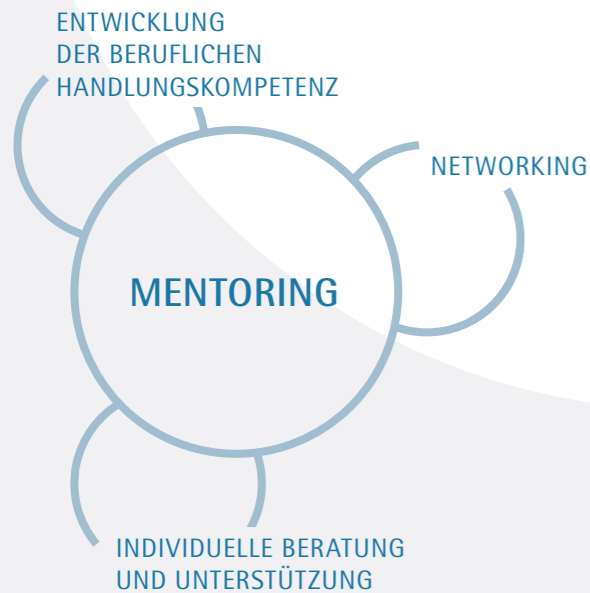 ENTWICKLUNG
DER BERUFLICHEN
HANDLUNGSKOMPETENZ
NETWORKING
MENTORING
INDIVIDUELLE BERATUNG
UND UNTERSTÜTZUNG